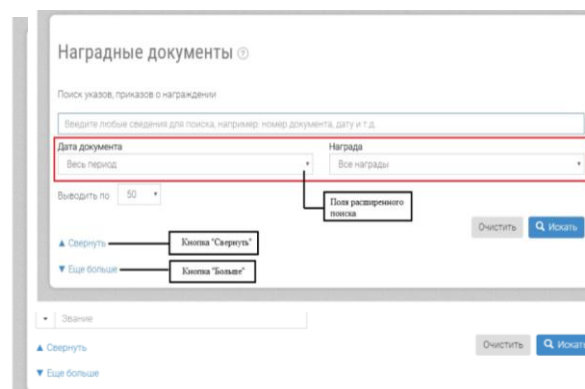 Наградные документы
Поиск указов, приказов о награждении
Введите любые сведения для поиска, например: номер документа, дату и т.д.
Дата документа Награда
Весь период Все награды
Выводить по 50
Поля расширенного
поиска
Очистить Искать
Свернуть Кнопка "Свернуть"
Еще больше Кнопка "Больше"
Звание
Свернуть Очистить Искать
Еще больше